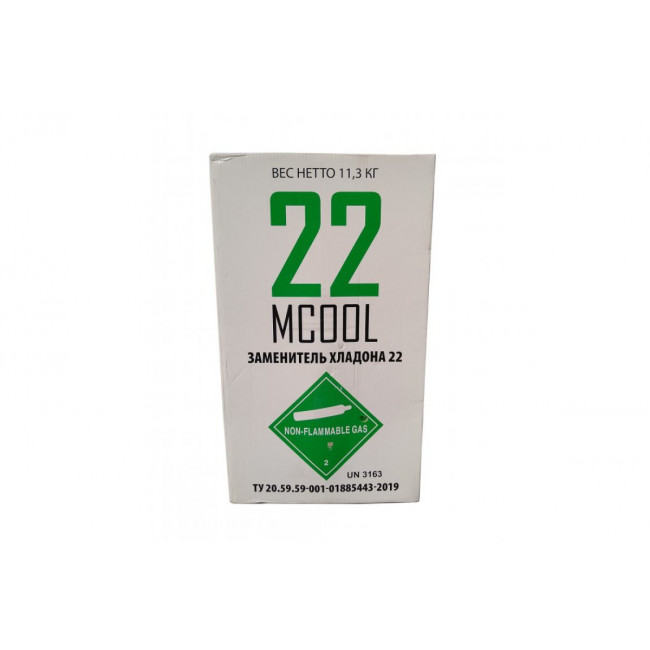 ВЕС НЕТТО 11,3 КГ
22
MCOOL
ЗАМЕНИТЕЛЬ ХЛАДОНА 22
NON-FLAMMABLE GAS
2
UN 3163
ТУ 20.59.59-001-01885443-2019